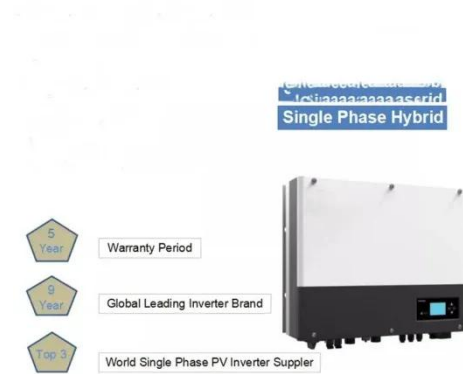 Single Phase Hybrid
5
Year
Warranty Period
9
Year
Global Leading Inverter Brand
Top 3
World Single Phase PV Inverter Suppler